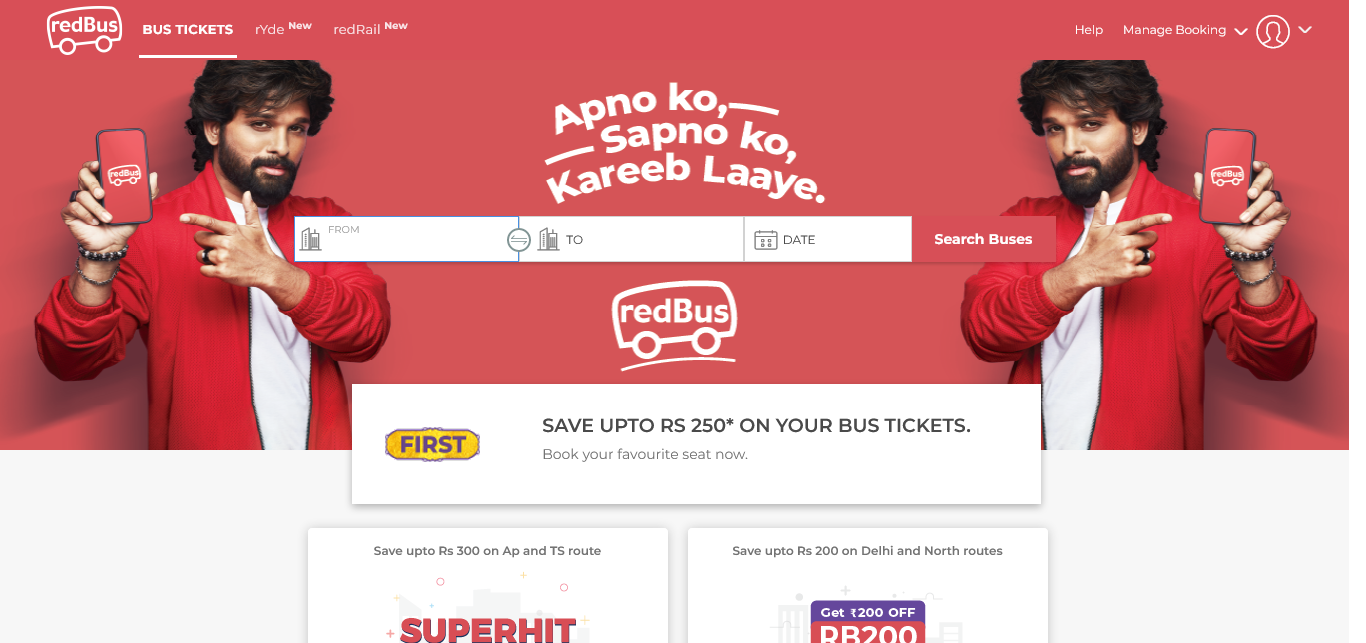 redBus
BUS TICKETS
rYde New
redRail New
Help
Manage Booking
Apno ko,
Sapno ko,
Kareeb Laaye.
redBus
redBus
FROM
TO
DATE
Search Buses
redBus
FIRST
SAVE UPTO RS 250* ON YOUR BUS TICKETS.
Book your favourite seat now.
Save upto Rs 300 on Ap and TS route
SUPERHIT
Save upto Rs 200 on Delhi and North routes
Get ₹200 OFF
RB200